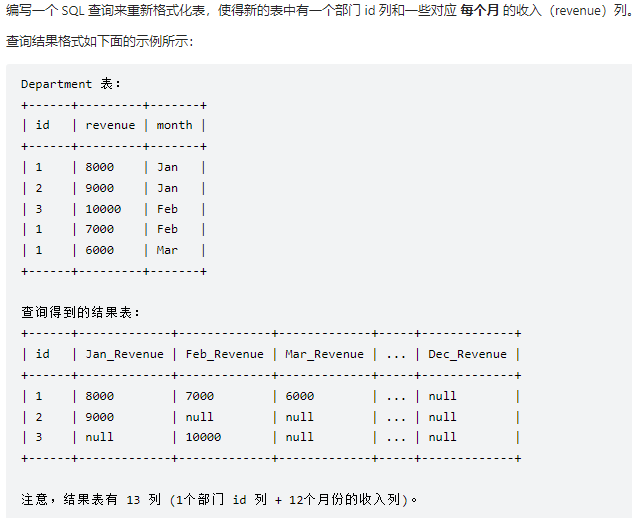 编写一个 SQL 查询来重新格式化表，使得新的表中有一个部门 id 列和一些对应 每个月 的收入（revenue）列。
查询结果格式如下面的示例所示：
Department 表：
+------+---------+-------+
| id   | revenue | month |
+------+---------+-------+
| 1    | 8000    | Jan   |
| 2    | 9000    | Jan   |
| 3    | 10000   | Feb   |
| 1    | 7000    | Feb   |
| 1    | 6000    | Mar   |
+------+---------+-------+
查询得到的结果表：
+------+-------------+-------------+-------------+-----+-------------+
| id   | Jan_Revenue | Feb_Revenue | Mar_Revenue | ... | Dec_Revenue |
+------+-------------+-------------+-------------+-----+-------------+
| 1    | 8000        | 7000        | 6000        | ... | null        |
| 2    | 9000        | null        | null        | ... | null        |
| 3    | null        | 10000       | null        | ... | null        |
+------+-------------+-------------+-------------+-----+-------------+
注意，结果表有 13 列 (1个部门 id 列 + 12个月份的收入列)。